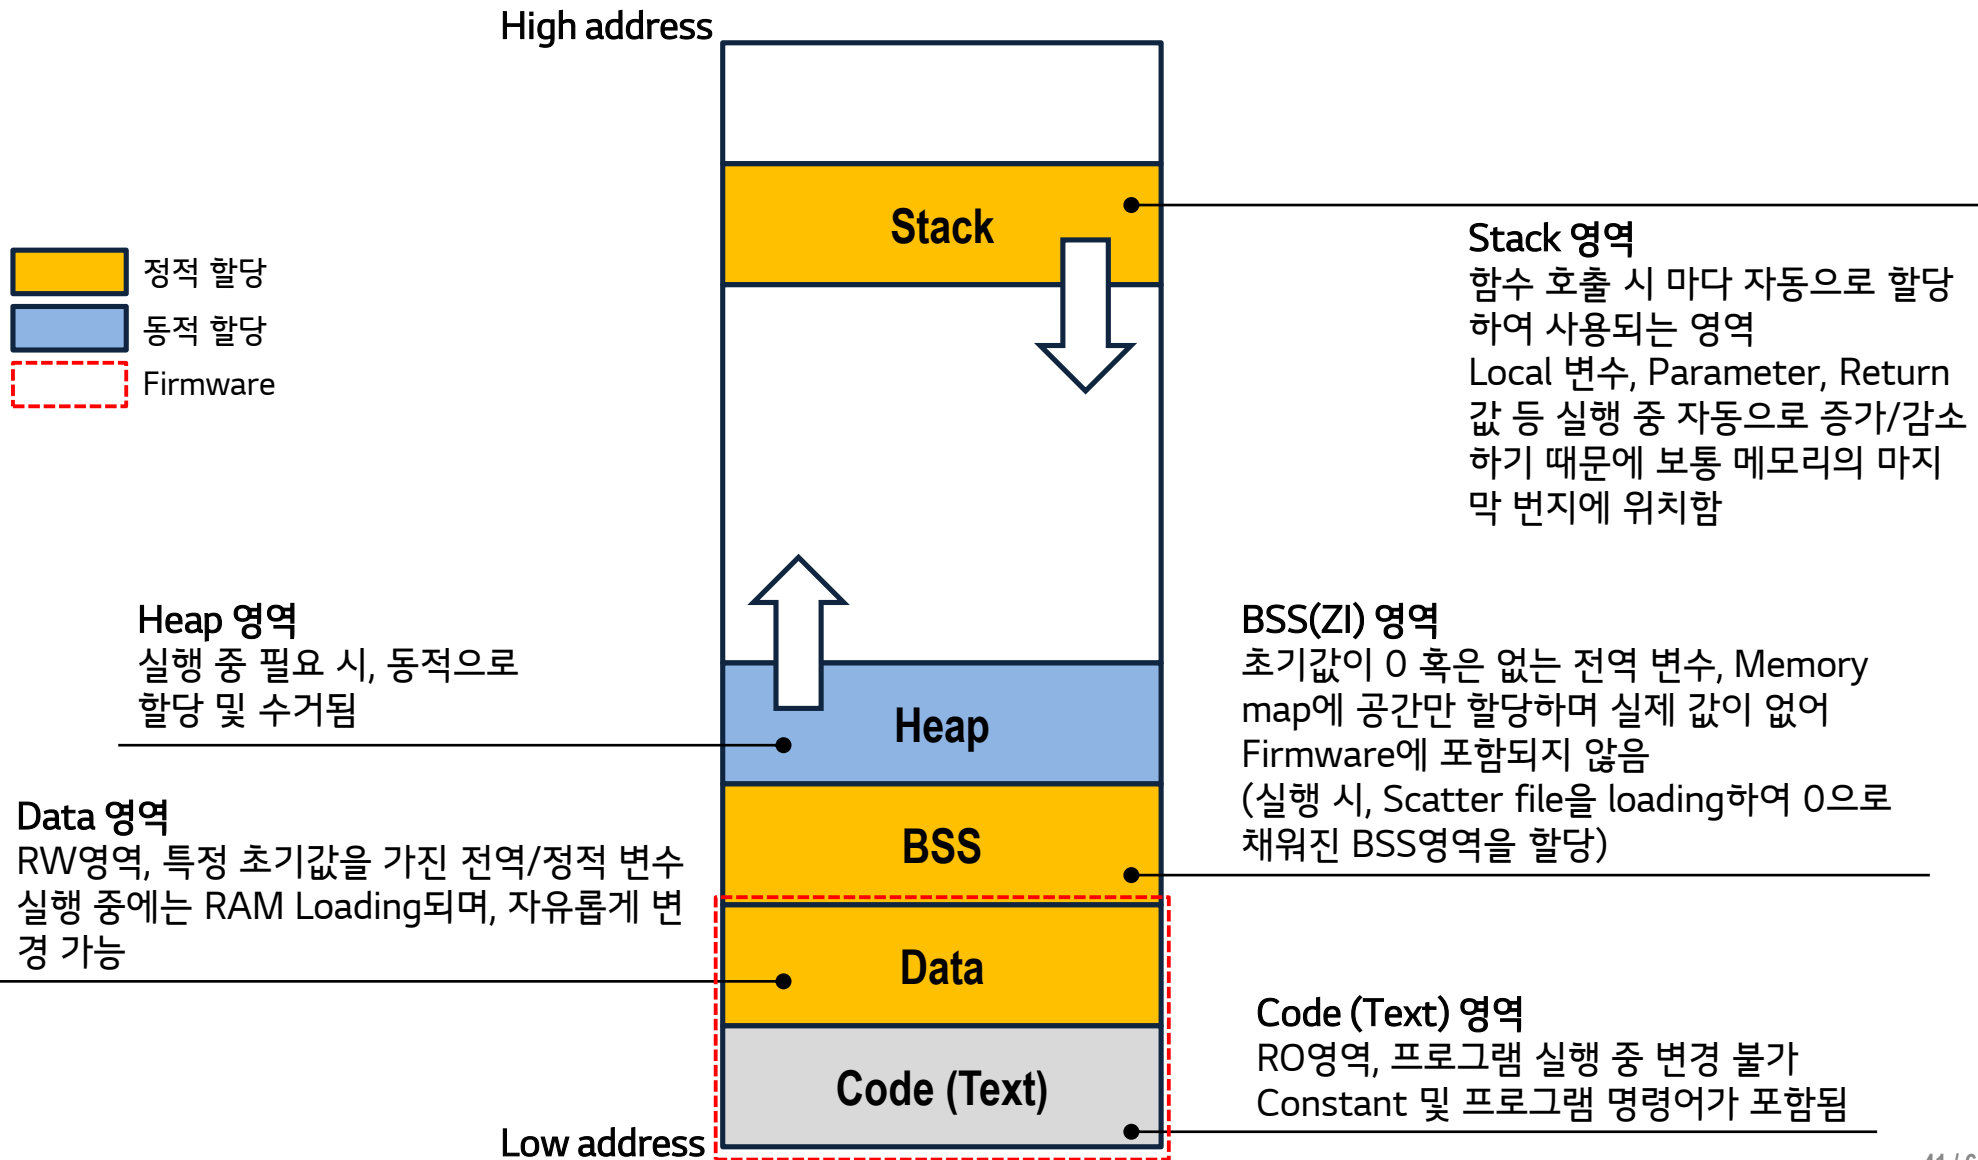 High address
Stack
정적 할당
동적 할당
Firmware
Stack 영역
함수 호출 시 마다 자동으로 할당
하여 사용되는 영역
Local 변수, Parameter, Return
값 등 실행 중 자동으로 증가/감소
하기 때문에 보통 메모리의 마지
막 번지에 위치함
Heap 영역
실행 중 필요 시, 동적으로
할당 및 수거됨
Heap
BSS(ZI) 영역
초기값이 0 혹은 없는 전역 변수, Memory
map에 공간만 할당하며 실제 값이 없어
Firmware에 포함되지 않음
(실행 시, Scatter file을 loading하여 0으로
채워진 BSS영역을 할당)
BSS
Data 영역
RW영역, 특정 초기값을 가진 전역/정적 변수
실행 중에는 RAM Loading되며, 자유롭게 변
경 가능
Data
Code (Text) 영역
RO영역, 프로그램 실행 중 변경 불가
Constant 및 프로그램 명령어가 포함됨
Code (Text)
Low address